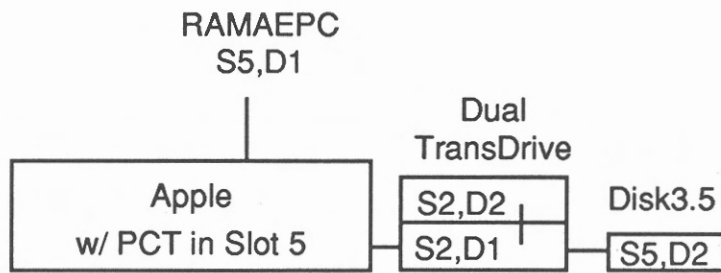 RAMAEPC
S5,D1
Dual
TransDrive
Apple
w/ PCT in Slot 5
S2,D2
S2,D1
Disk3.5
S5,D2